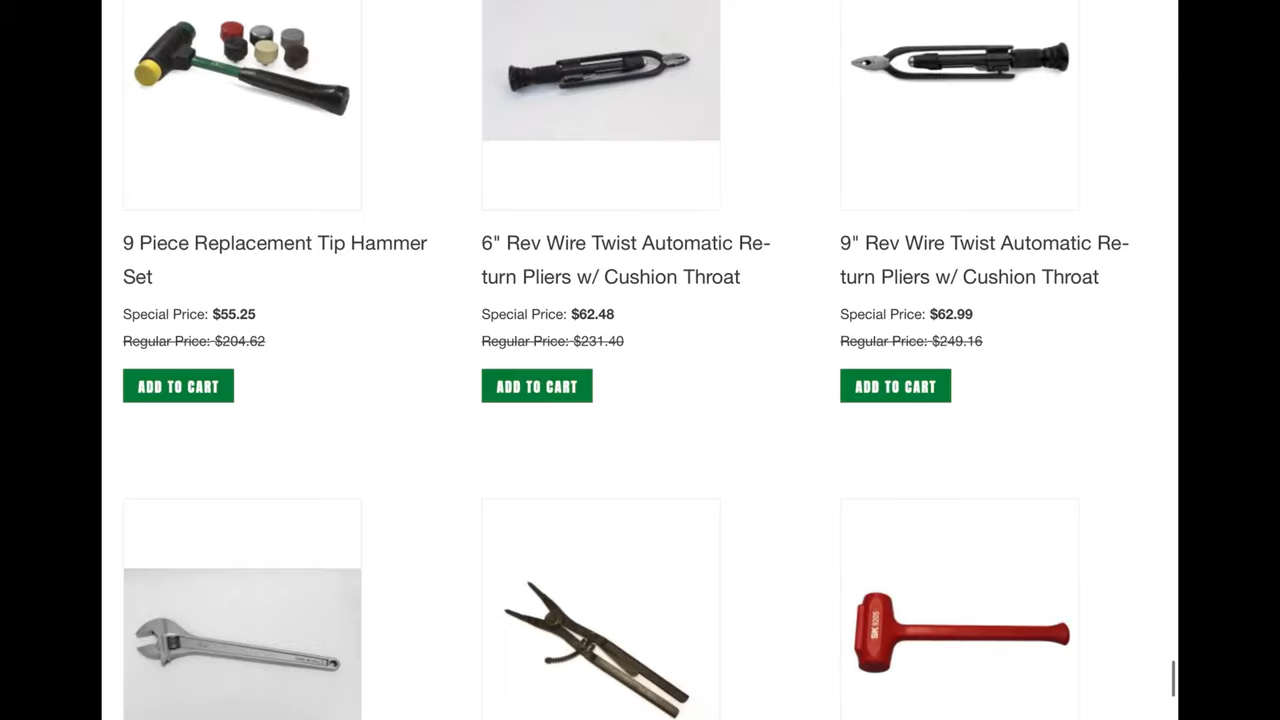 9 Piece Replacement Tip Hammer
Set
Special Price: $55.25
Regular Price: $204.62
ADD TO CART
6" Rev Wire Twist Automatic Re-
turn Pliers w/ Cushion Throat
Special Price: $62.48
Regular Price: $231.40
ADD TO CART
9" Rev Wire Twist Automatic Re-
turn Pliers w/ Cushion Throat
Special Price: $62.99
Regular Price: $249.16
ADD TO CART
SK 9205